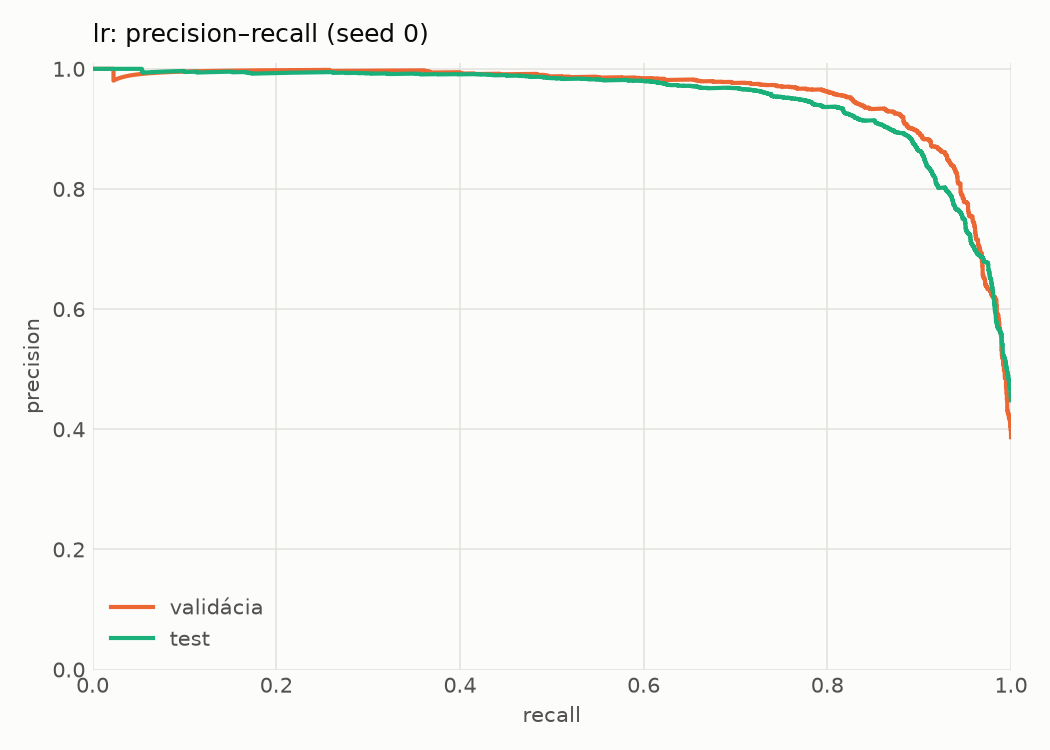 lr: precision–recall (seed 0)
1.0
0.8
0.6
0.4
0.2
0.0
precision
validácia
test
0.0 0.2 0.4 0.6 0.8 1.0
recall